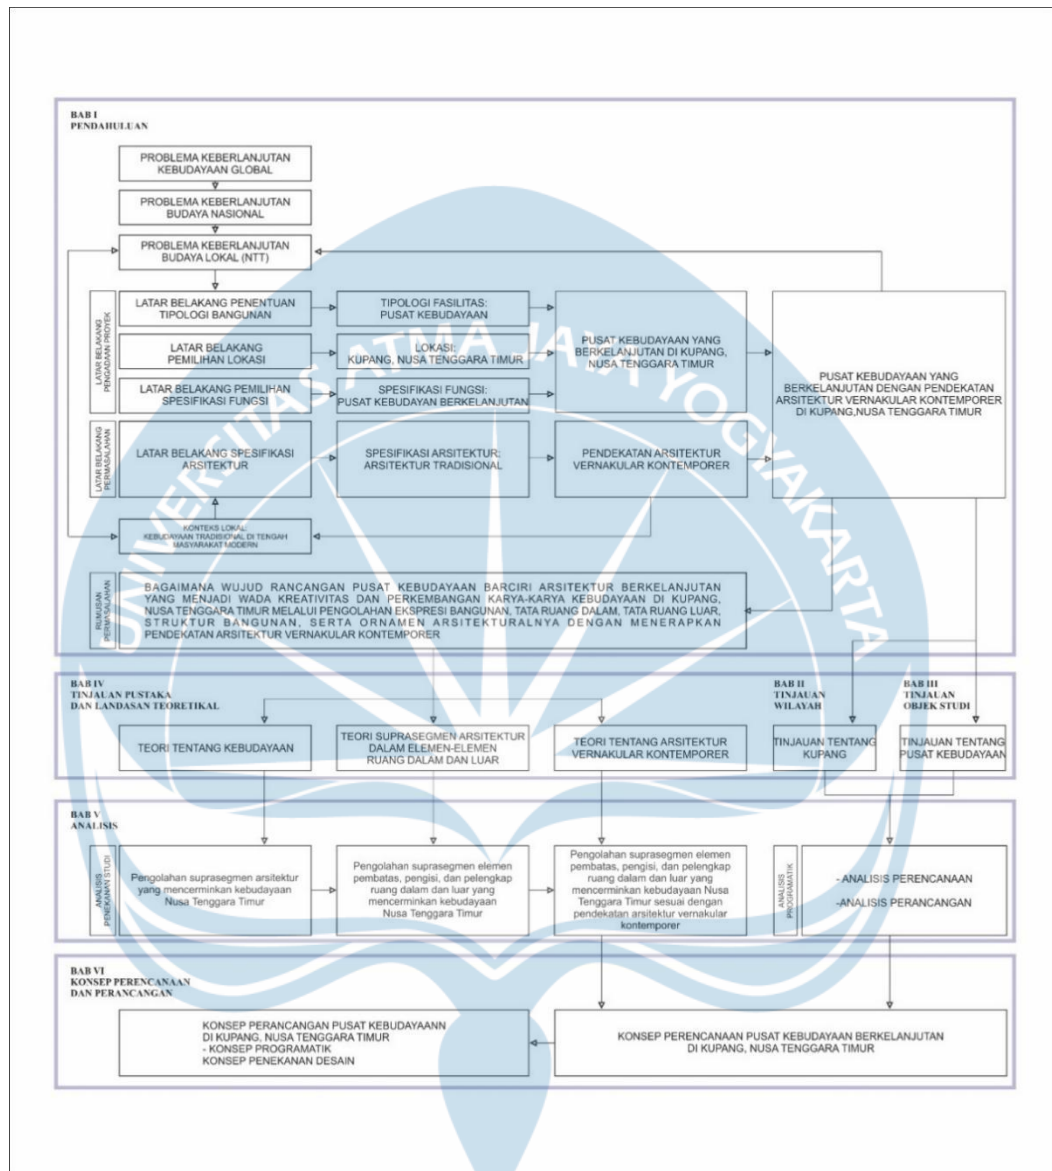 BAB I
PENDAHULUAN
PROBLEMA KEBERLANJUTAN
KEBUDAYAAN GLOBAL
PROBLEMA KEBERLANJUTAN
BUDAYA NASIONAL
PROBLEMA KEBERLANJUTAN
BUDAYA LOKAL (NTT)
LATAR BELAKANG
PENGADAAN PROYEK
LATAR BELAKANG PENENTUAN
TIPOLOGI BANGUNAN
TIPOLOGI FASILITAS:
PUSAT KEBUDAYAAN
LATAR BELAKANG
PEMILIHAN LOKASI
LOKASI:
KUPANG, NUSA TENGGARA TIMUR
LATAR BELAKANG PEMILIHAN
SPESIFIKASI FUNGSI
SPESIFIKASI FUNGSI:
PUSAT KEBUDAYAN BERKELANJUTAN
PUSAT KEBUDAYAAN YANG
BERKELANJUTAN DI KUPANG,
NUSA TENGGARA TIMUR
PUSAT KEBUDAYAAN YANG
BERKELANJUTAN DENGAN PENDEKATAN
ARSITEKTUR VERNAKULAR KONTEMPORER
DI KUPANG,NUSA TENGGARA TIMUR
LATAR BELAKANG
PERMASALAHAN
LATAR BELAKANG SPESIFIKASI
ARSITEKTUR
SPESIFIKASI ARSITEKTUR:
ARSITEKTUR TRADISIONAL
PENDEKATAN ARSITEKTUR
VERNAKULAR KONTEMPORER
KONTEKS LOKAL:
KEBUDAYAAN TRADISIONAL DI TENGAH
MASYARAKAT MODERN
RUMUSAN
PERMASALAHAN
BAGAIMANA WUJUD RANCANGAN PUSAT KEBUDAYAAN BARCIRI ARSITEKTUR BERKELANJUTAN
YANG MENJADI WADA KREATIVITAS DAN PERKEMBANGAN KARYA-KARYA KEBUDAYAAN DI KUPANG,
NUSA TENGGARA TIMUR MELALUI PENGOLAHAN EKSPRESI BANGUNAN, TATA RUANG DALAM, TATA RUANG LUAR,
STRUKTUR BANGUNAN, SERTA ORNAMEN ARSITEKTURALNYA DENGAN MENERAPKAN
PENDEKATAN ARSITEKTUR VERNAKULAR KONTEMPORER
BAB IV
TINJAUAN PUSTAKA
DAN LANDASAN TEORETIKAL
BAB II
TINJAUAN
WILAYAH
BAB III
TINJAUAN
OBJEK STUDI
TEORI TENTANG KEBUDAYAAN
TEORI SUPRASEGMEN ARSITEKTUR
DALAM ELEMEN-ELEMEN
RUANG DALAM DAN LUAR
TEORI TENTANG ARSITEKTUR
VERNAKULAR KONTEMPORER
TINJAUAN TENTANG
KUPANG
TINJAUAN TENTANG
PUSAT KEBUDAYAAN
BAB V
ANALISIS
ANALISIS
PENEKANAN STUDI
Pengolahan suprasegmen arsitektur
yang mencerminkan kebudayaan
Nusa Tenggara Timur
Pengolahan suprasegmen elemen
pembatas, pengisi, dan pelengkap
ruang dalam dan luar yang
mencerminkan kebudayaan
Nusa Tenggara Timur
Pengolahan suprasegmen elemen
pembatas, pengisi, dan pelengkap
ruang dalam dan luar yang
mencerminkan kebudayaan Nusa
Tenggara Timur sesuai dengan
pendekatan arsitektur vernakular
kontemporer
ANALISIS
PROGRAMATIK
- ANALISIS PERENCANAAN
-ANALISIS PERANCANGAN
BAB VI
KONSEP PERENCANAAN
DAN PERANCANGAN
KONSEP PERANCANGAN PUSAT KEBUDAYAANN
DI KUPANG, NUSA TENGGARA TIMUR
- KONSEP PROGRAMATIK
KONSEP PENEKANAN DESAIN
KONSEP PERENCANAAN PUSAT KEBUDAYAAN BERKELANJUTAN
DI KUPANG, NUSA TENGGARA TIMUR
UNIVERSITAS ATMA JAYA YOGYAKARTA